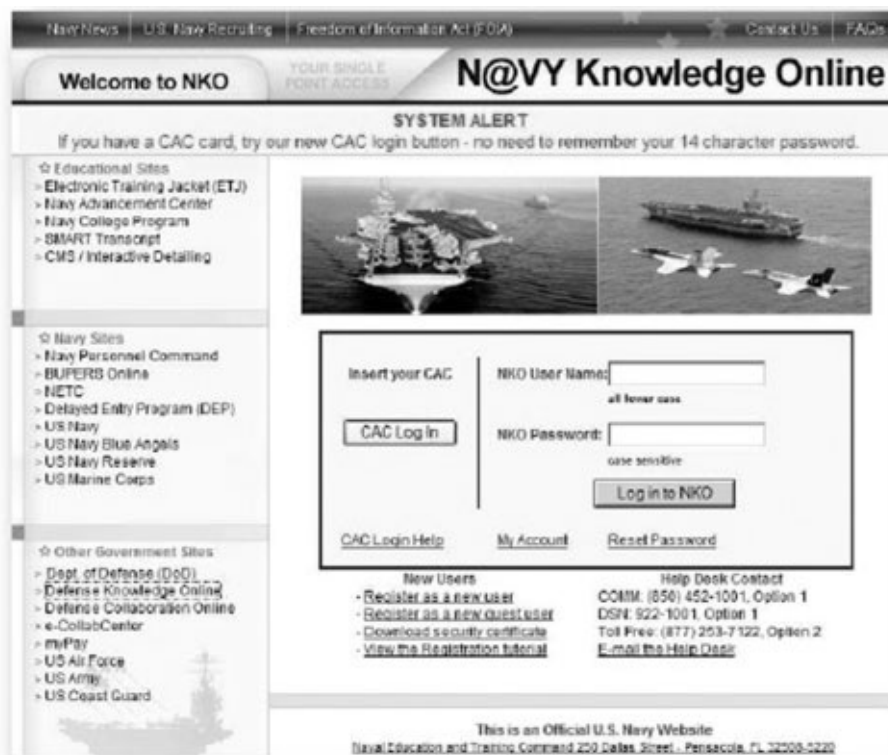 Navy News U.S. Navy Recruiting Freedom of Information Act (FOIA) Contact Us FAQs
Welcome to NKO
YOUR SINGLE
POINT ACCESS
N@VY Knowledge Online
SYSTEM ALERT
If you have a CAC card, try our new CAC login button - no need to remember your 14 character password.
Educational Sites
Electronic Training Jacket (ETJ)
Navy Advancement Center
Navy College Program
SMART Transcript
CMS / Interactive Detailing
Navy Sites
Navy Personnel Command
BUPERS Online
NETC
Delayed Entry Program (DEP)
US Navy
US Navy Blue Angels
US Navy Reserve
US Marine Corps
Other Government Sites
Dept. of Defense (DoD)
Defense Knowledge Online
Defense Collaboration Online
e-CollabCenter
myPay
US Air Force
US Army
US Coast Guard
Insert your CAC
CAC Log In
NKO User Name:
all lower case
NKO Password:
case sensitive
Log in to NKO
CAC Login Help My Account Reset Password
New Users
- Register as a new user
- Register as a new guest user
- Download security certificate
- View the Registration tutorial
Help Desk Contact
COMM: (850) 452-1001, Option 1
DSN: 922-1001, Option 1
Toll Free: (877) 253-7122, Option 2
E-mail the Help Desk
This is an Official U.S. Navy Website
Naval Education and Training Command 250 Dallas Street - Pensacola, FL 32508-5220